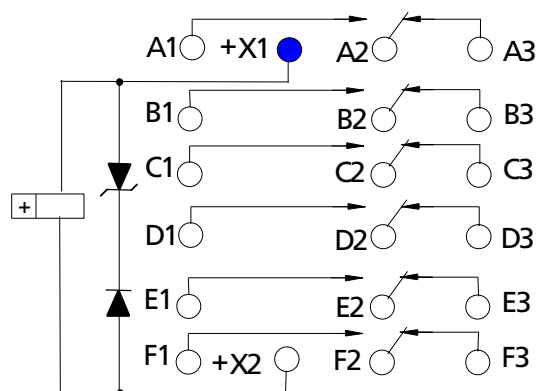 A1 +X1 A2 A3
B1 B2 B3
C1 C2 C3
+
D1 D2 D3
E1 E2 E3
F1 +X2 F2 F3